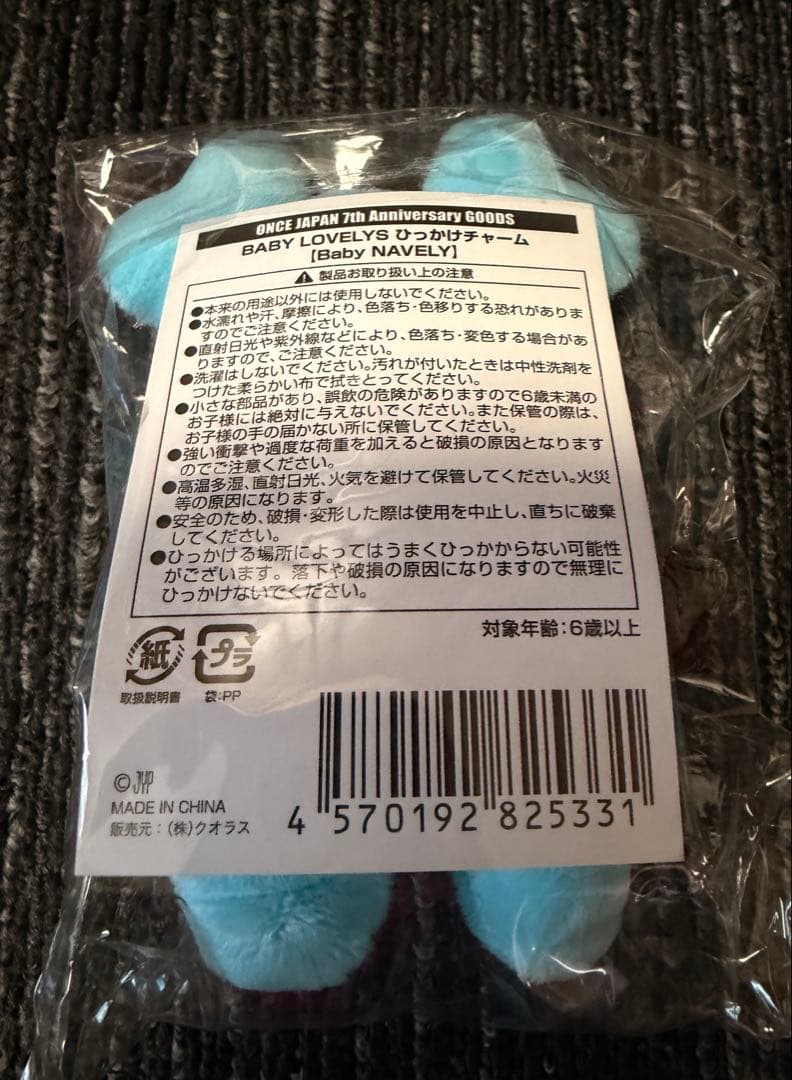 ONCE JAPAN 7th Anniversary GOODS
BABY LOVELYS ひっかけチャーム
【Baby NAVELY】
製品お取り扱い上の注意
●本来の用途以外には使用しないでください。
●水濡れや汗、摩擦により、色落ち・色移りする恐れがありま
すのでご注意ください。
●直射日光や紫外線などにより、色落ち・変色する場合があ
りますので、ご注意ください。
●洗濯はしないでください。汚れが付いたときは中性洗剤を
つけた柔らかい布で拭きとってください。
●小さな部品があり、誤飲の危険がありますので6歳未満の
お子様には絶対に与えないでください。また保管の際は、
お子様の手の届かない所に保管してください。
●強い衝撃や過度な荷重を加えると破損の原因となります
のでご注意ください。
●高温多湿、直射日光、火気を避けて保管してください。火災
等の原因になります。
●安全のため、破損・変形した際は使用を中止し、直ちに破棄
してください。
●ひっかける場所によってはうまくひっかからない可能性
がございます。落下や破損の原因になりますので無理に
ひっかけないでください。
対象年齢：6歳以上
紙 プラ
取扱説明書 袋：PP
©JYP
MADE IN CHINA
販売元：(株)クオラス
4 570192 825331